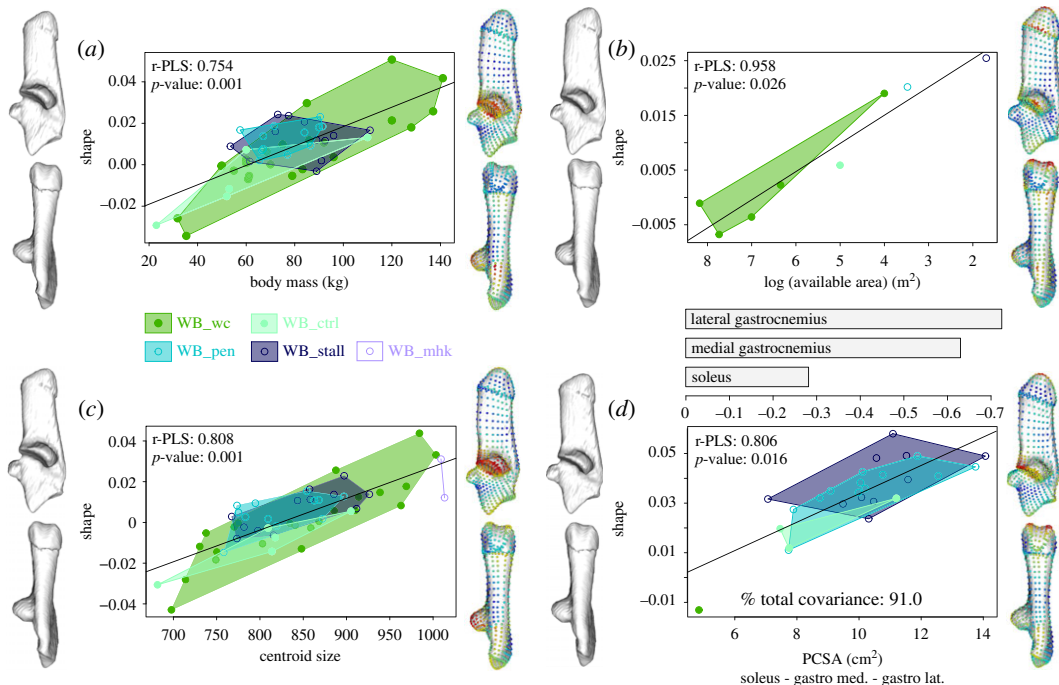 (a)
r-PLS: 0.754
p-value: 0.001
shape
0.04
0.02
0.00
–0.02
20 40 60 80 100 120 140
body mass (kg)
(b)
r-PLS: 0.958
p-value: 0.026
shape
0.025
0.015
0.005
–0.005
8 7 6 5 4 3 2
log (available area) (m²)
WB_wc WB_ctrl
WB_pen WB_stall WB_mhk
lateral gastrocnemius
medial gastrocnemius
soleus
0 –0.1 –0.2 –0.3 –0.4 –0.5 –0.6 –0.7
(c)
r-PLS: 0.808
p-value: 0.001
shape
0.04
0.02
0
–0.02
–0.04
700 750 800 850 900 950 1000
centroid size
(d)
r-PLS: 0.806
p-value: 0.016
shape
0.05
0.03
0.01
–0.01
% total covariance: 91.0
6 8 10 12 14
PCSA (cm²)
soleus - gastro med. - gastro lat.